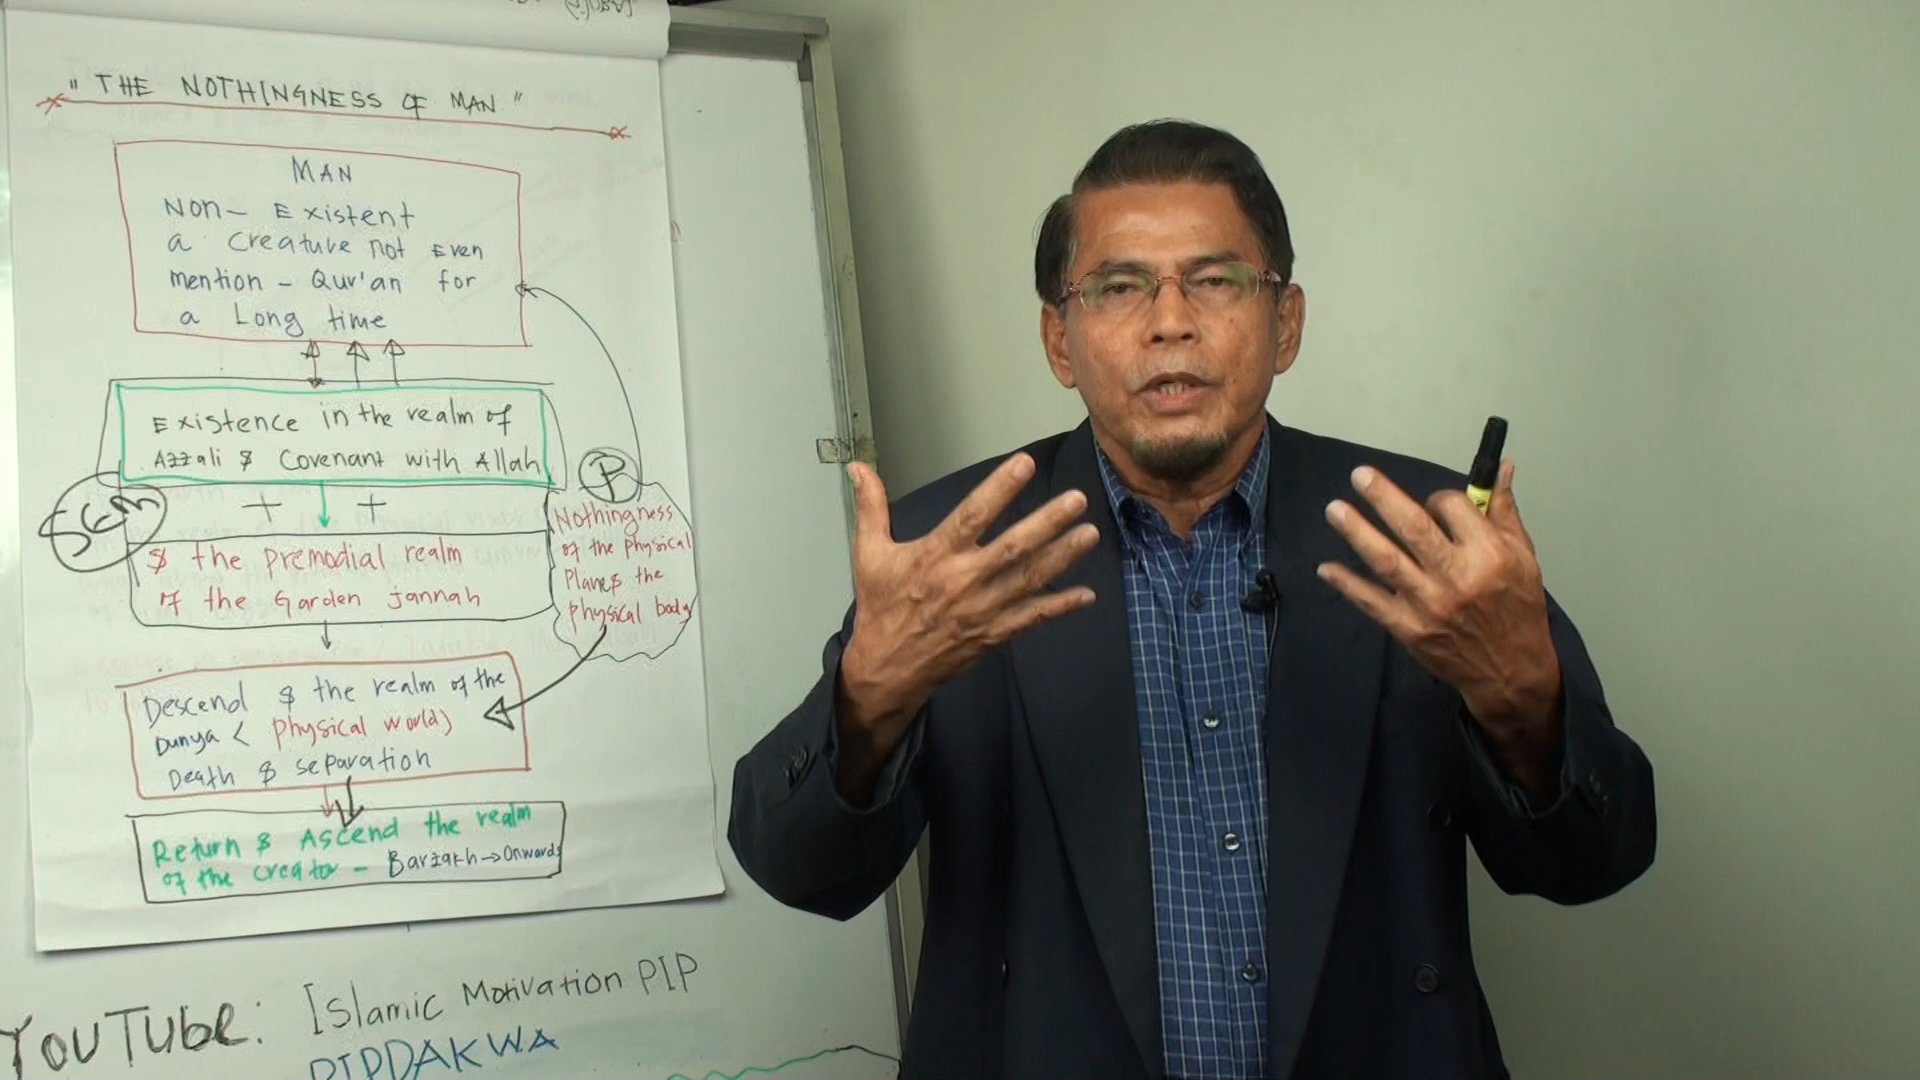 " THE NOTHINGNESS OF MAN "
MAN
Non- Existent
a creature not Even
mention - Qur'an for
a Long time
Existence in the realm of
Azzali $ Covenant with Allah
SEM
+ +
$ the premodial realm
of the Garden jannah
P
Nothingness
of the physical
Plane$ the
physical body
Descend $ the realm of the
Dunya < physical world)
Death $ separation
Return $ Ascend the realm
of the creator - Barzakh → Onwards
YouTube: Islamic Motivation PIP
PIPDAKWA